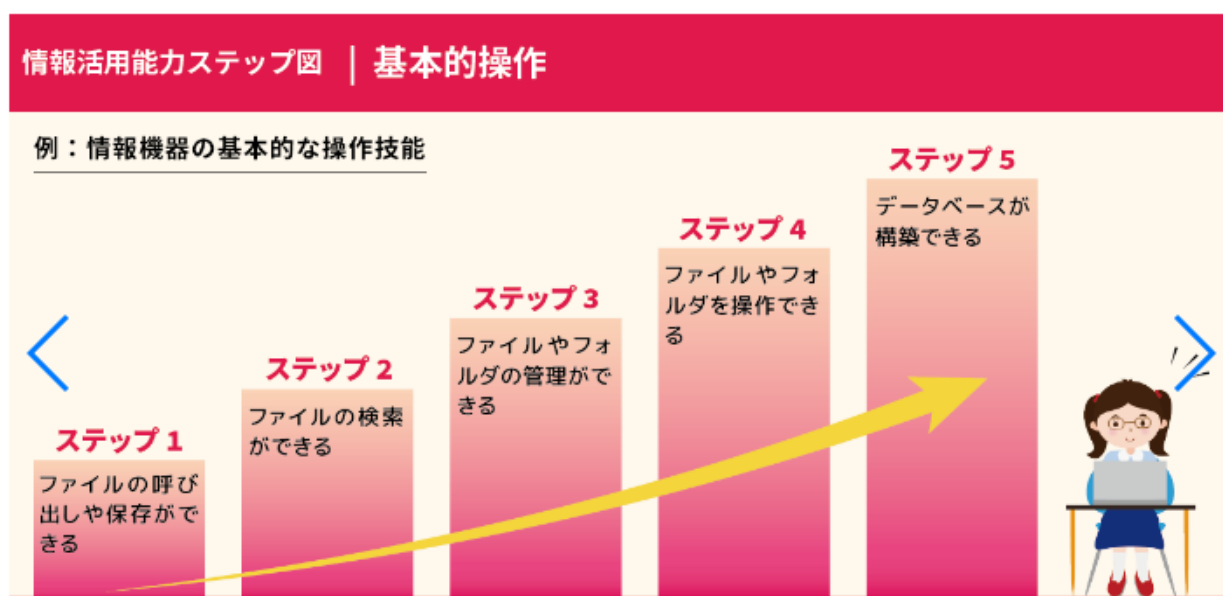 情報活用能力ステップ図 | 基本的操作
例：情報機器の基本的な操作技能
ステップ 1
ファイルの呼び
出しや保存がで
きる
ステップ 2
ファイルの検索
ができる
ステップ 3
ファイルやフォ
ルダの管理がで
きる
ステップ 4
ファイルやフォ
ルダを操作でき
る
ステップ 5
データベースが
構築できる